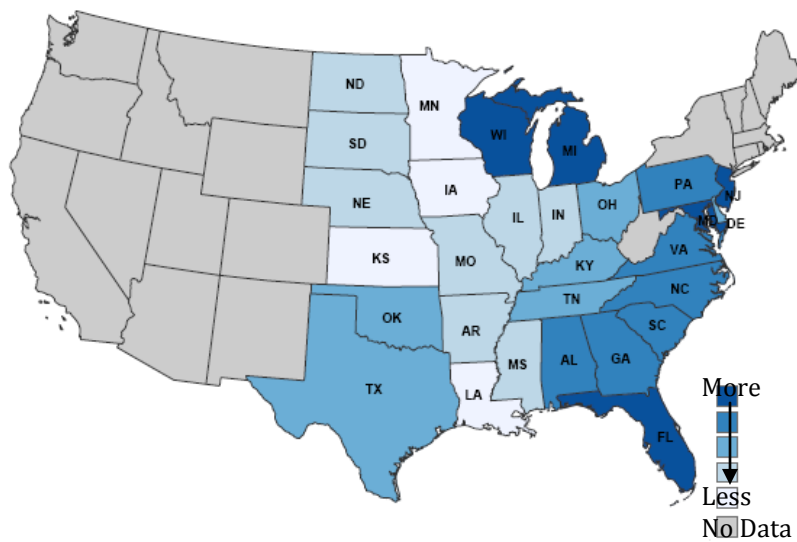 ND
MN
SD
WI
MI
IA
NE
PA
NJ
IL
IN
OH
MD
DE
KS
MO
KY
VA
TN
NC
OK
AR
SC
MS
AL
GA
TX
LA
FL
More
Less
No Data